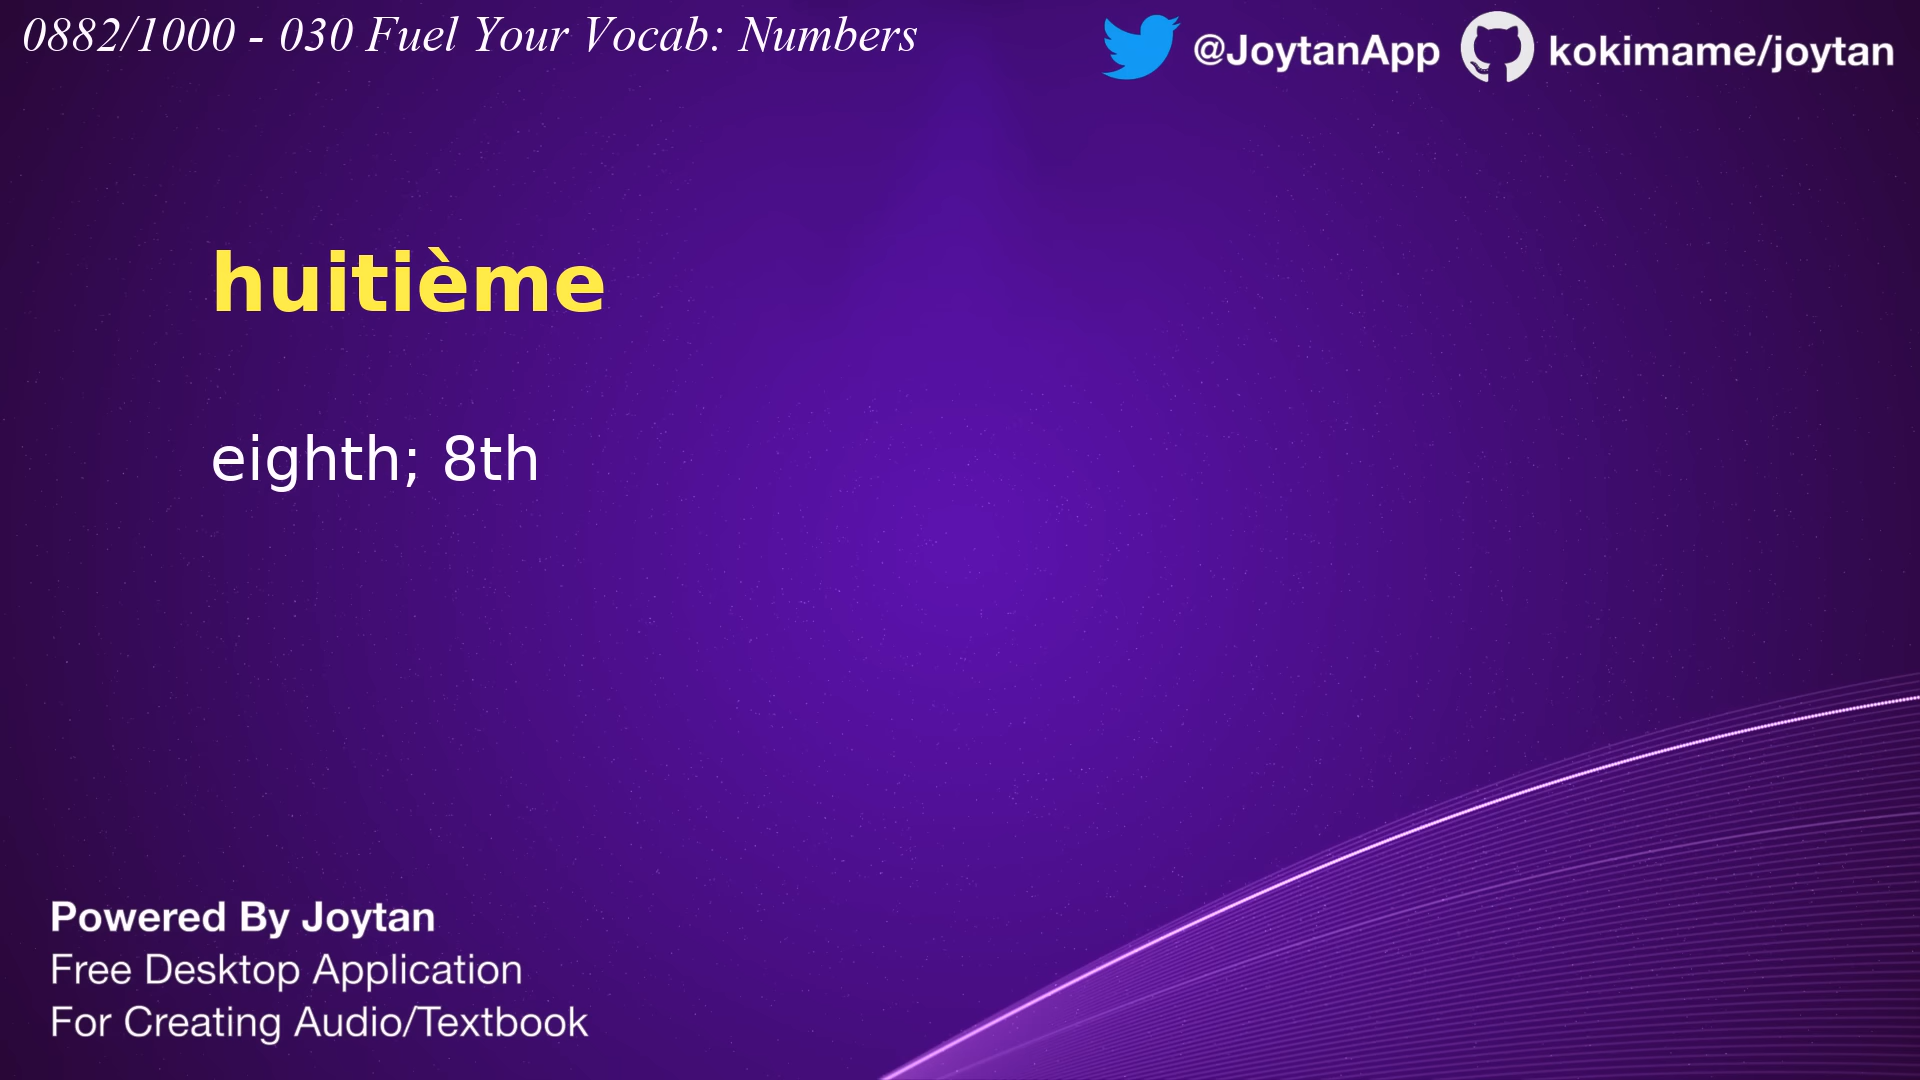 0882/1000 - 030 Fuel Your Vocab: Numbers
@JoytanApp
kokimame/joytan
huitième
eighth; 8th
Powered By Joytan
Free Desktop Application
For Creating Audio/Textbook